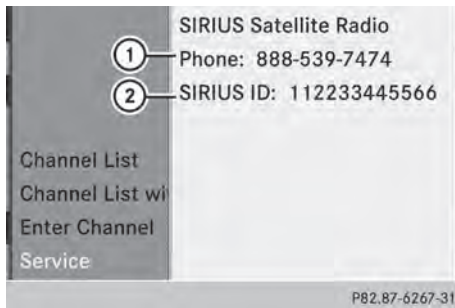 SIRIUS Satellite Radio
1 Phone: 888-539-7474
2 SIRIUS ID: 112233445566
Channel List
Channel List wi
Enter Channel
Service
P82.87-6267-31